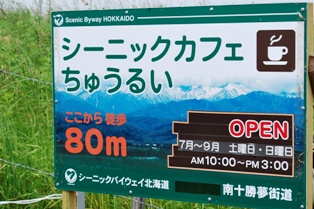 Scenic Byway HOKKAIDO
シーニックカフェ
ちゅうるい
ここから 徒歩
80m
OPEN
7月～9月 土曜日・日曜日
AM10:00～PM3:00
シーニックバイウェイ北海道
南十勝夢街道